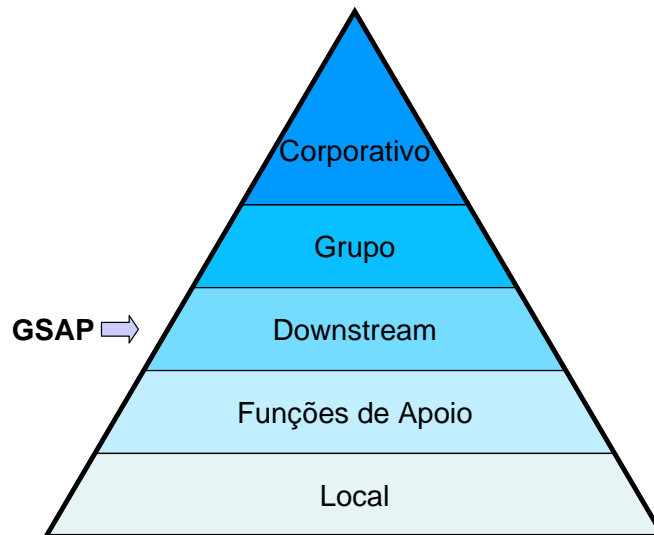 Corporativo
Grupo
GSAP
Downstream
Funções de Apoio
Local